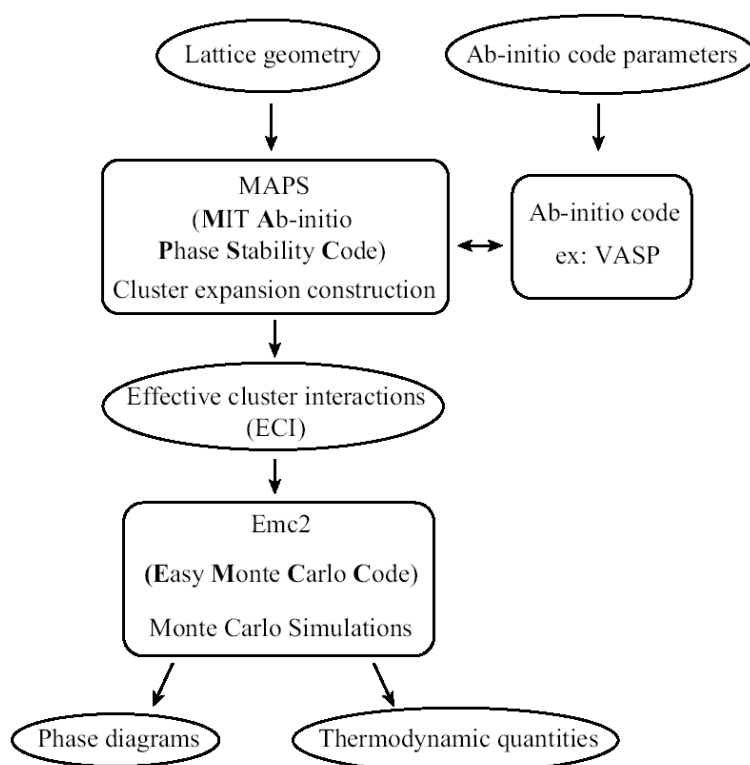 Lattice geometry
Ab-initio code parameters
MAPS
(MIT Ab-initio
Phase Stability Code)
Cluster expansion construction
Ab-initio code
ex: VASP
Effective cluster interactions
(ECI)
Emc2
(Easy Monte Carlo Code)
Monte Carlo Simulations
Phase diagrams
Thermodynamic quantities